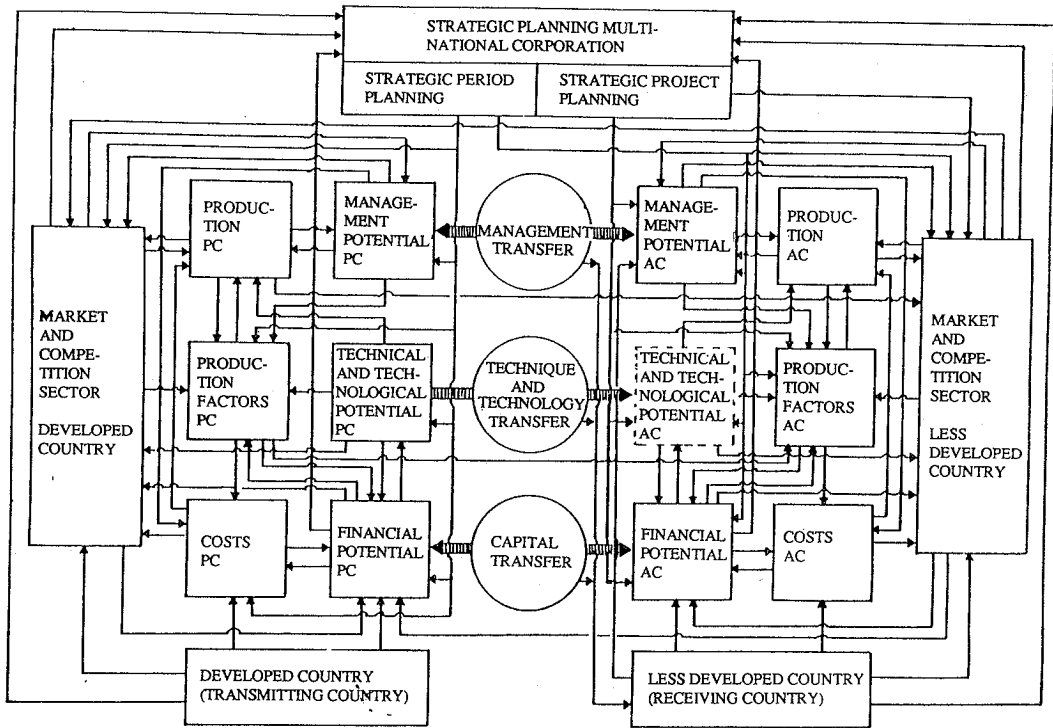 STRATEGIC PLANNING MULTI-
NATIONAL CORPORATION
STRATEGIC PERIOD
PLANNING
STRATEGIC PROJECT
PLANNING
PRODUC-
TION
PC
MANAGE-
MENT
POTENTIAL
PC
MANAGEMENT
TRANSFER
MANAGE-
MENT
POTENTIAL
AC
PRODUC-
TION
AC
MARKET
AND
COMPE-
TITION
SECTOR
DEVELOPED
COUNTRY
PRODUC-
TION
FACTORS
PC
TECHNICAL
AND TECH-
NOLOGICAL
POTENTIAL
PC
TECHNIQUE
AND
TECHNOLOGY
TRANSFER
TECHNICAL
AND TECH-
NOLOGICAL
POTENTIAL
AC
PRODUC-
TION
FACTORS
AC
MARKET
AND
COMPE-
TITION
SECTOR
LESS
DEVELOPED
COUNTRY
COSTS
PC
FINANCIAL
POTENTIAL
PC
CAPITAL
TRANSFER
FINANCIAL
POTENTIAL
AC
COSTS
AC
DEVELOPED COUNTRY
(TRANSMITTING COUNTRY)
LESS DEVELOPED COUNTRY
(RECEIVING COUNTRY)